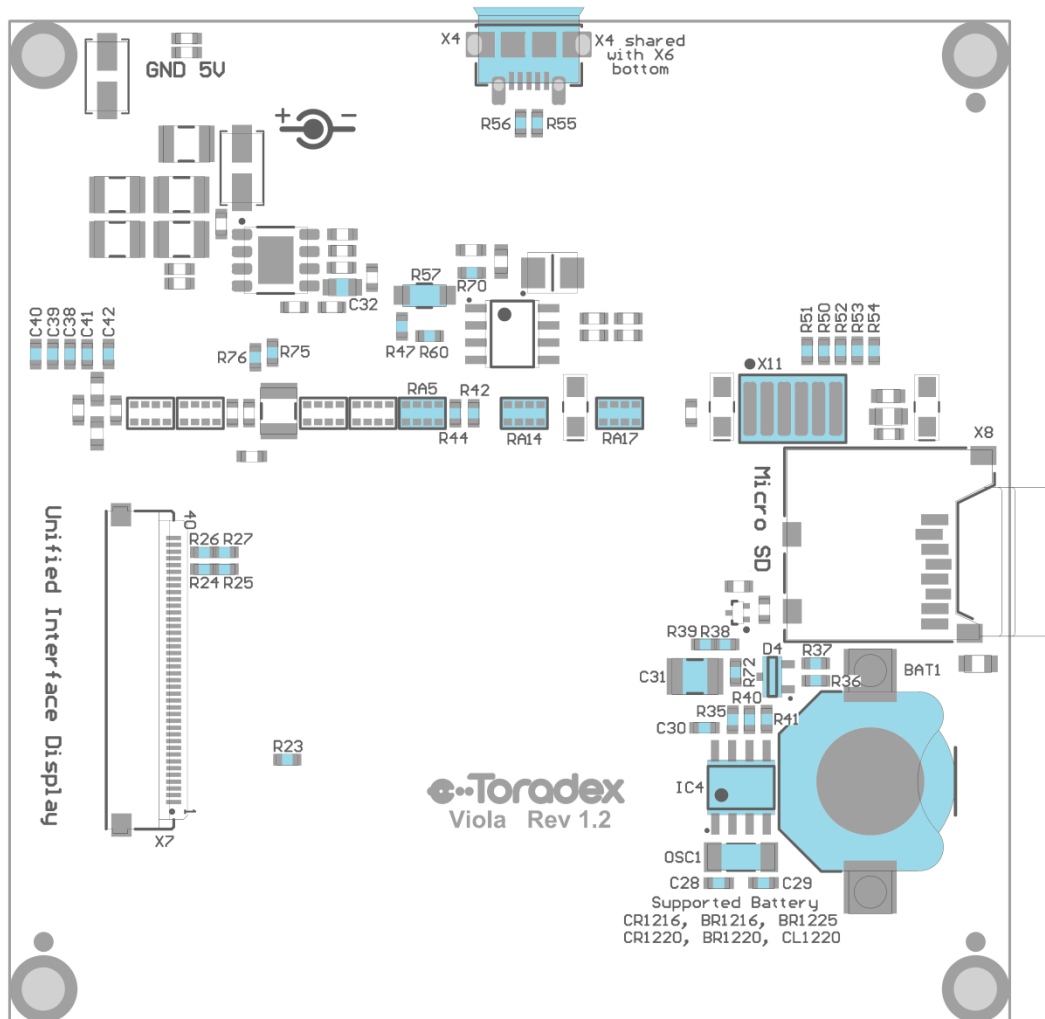 X4
X4 shared
with X6
bottom
GND 5V
R56
R55
+
-
R57
R70
C32
C40
C39
C38
C41
C42
R76
R75
R47
R60
R51
R50
R52
R53
R54
X11
RA5
R42
R44
RA14
RA17
X8
Micro SD
Unified Interface Display
40
R26
R27
R24
R25
R39
R38
D4
R37
C31
R72
R36
BAT1
R40
R35
R41
C30
R23
IC4
Toradex
Viola Rev 1.2
1
X7
OSC1
C28
C29
Supported Battery
CR1216, BR1216, BR1225
CR1220, BR1220, CL1220